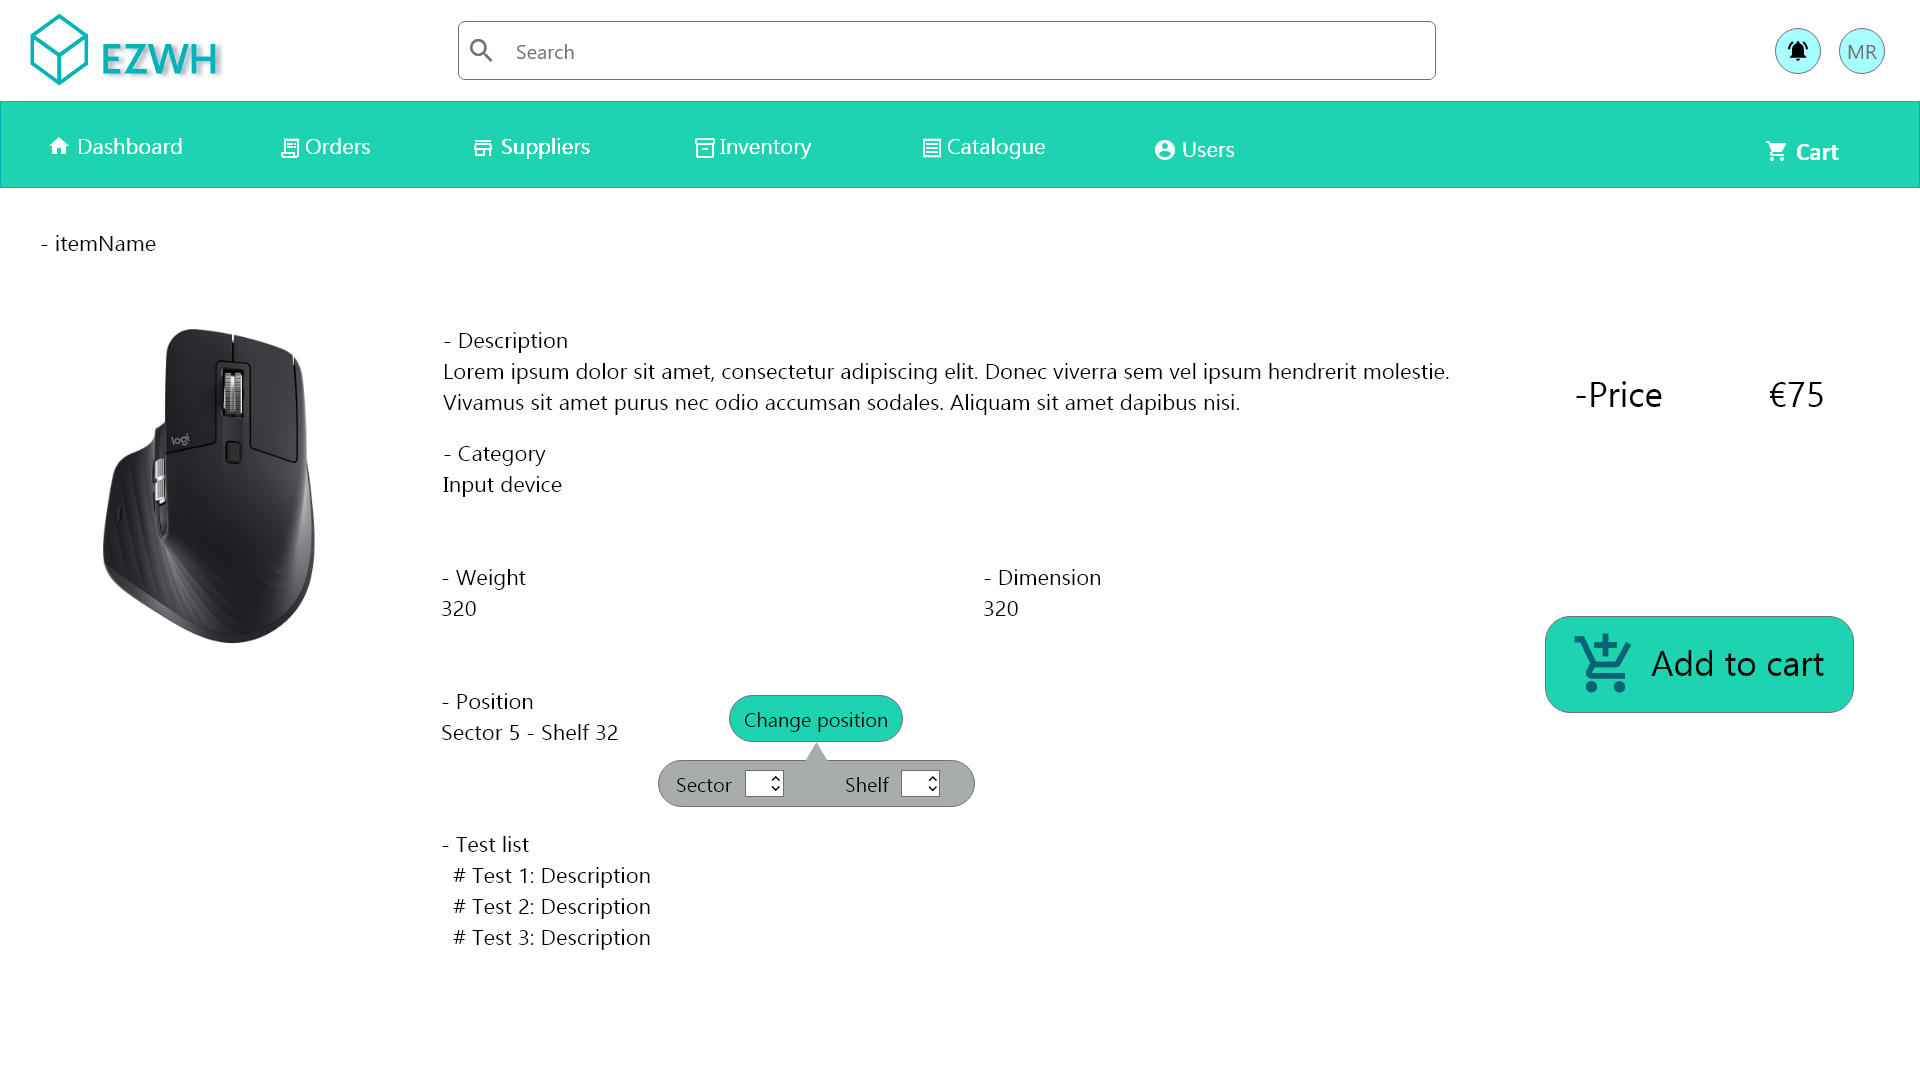 EZWH
Search
MR
Dashboard
Orders
Suppliers
Inventory
Catalogue
Users
Cart
- itemName
logi
- Description
Lorem ipsum dolor sit amet, consectetur adipiscing elit. Donec viverra sem vel ipsum hendrerit molestie.
Vivamus sit amet purus nec odio accumsan sodales. Aliquam sit amet dapibus nisi.
-Price €75
- Category
Input device
- Weight
320
- Dimension
320
Add to cart
- Position
Sector 5 - Shelf 32
Change position
Sector
Shelf
- Test list
# Test 1: Description
# Test 2: Description
# Test 3: Description